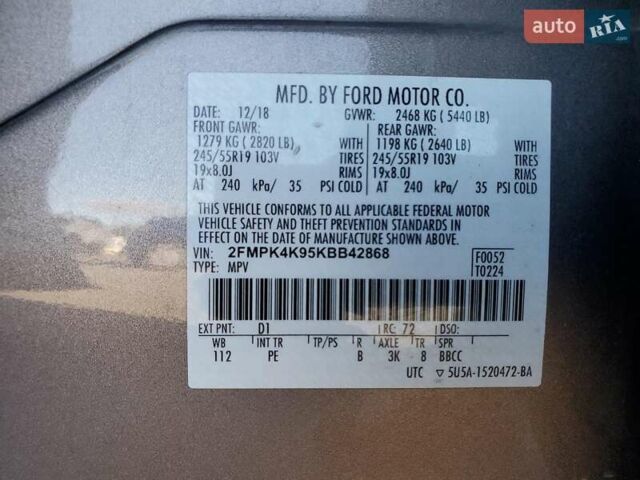 auto RIA.com
MFD. BY FORD MOTOR CO.
DATE: 12/18 GVWR: 2468 KG ( 5440 LB)
FRONT GAWR: REAR GAWR:
1279 KG ( 2820 LB) WITH 1198 KG ( 2640 LB) WITH
245/55R19 103V TIRES 245/55R19 103V TIRES
19x8.0J RIMS 19x8.0J RIMS
AT 240 kPa/ 35 PSI COLD AT 240 kPa/ 35 PSI COLD
THIS VEHICLE CONFORMS TO ALL APPLICABLE FEDERAL MOTOR
VEHICLE SAFETY AND THEFT PREVENTION STANDARDS IN
EFFECT ON THE DATE OF MANUFACTURE SHOWN ABOVE.
VIN: 2FMPK4K95KBB42868 F0052
TYPE: MPV T0224
EXT PNT: D1 RC: 72 DSO:
WB INT TR TP/PS R AXLE TR SPR
112 PE B 3K 8 BBCC
UTC ▽ 5U5A-1520472-BA